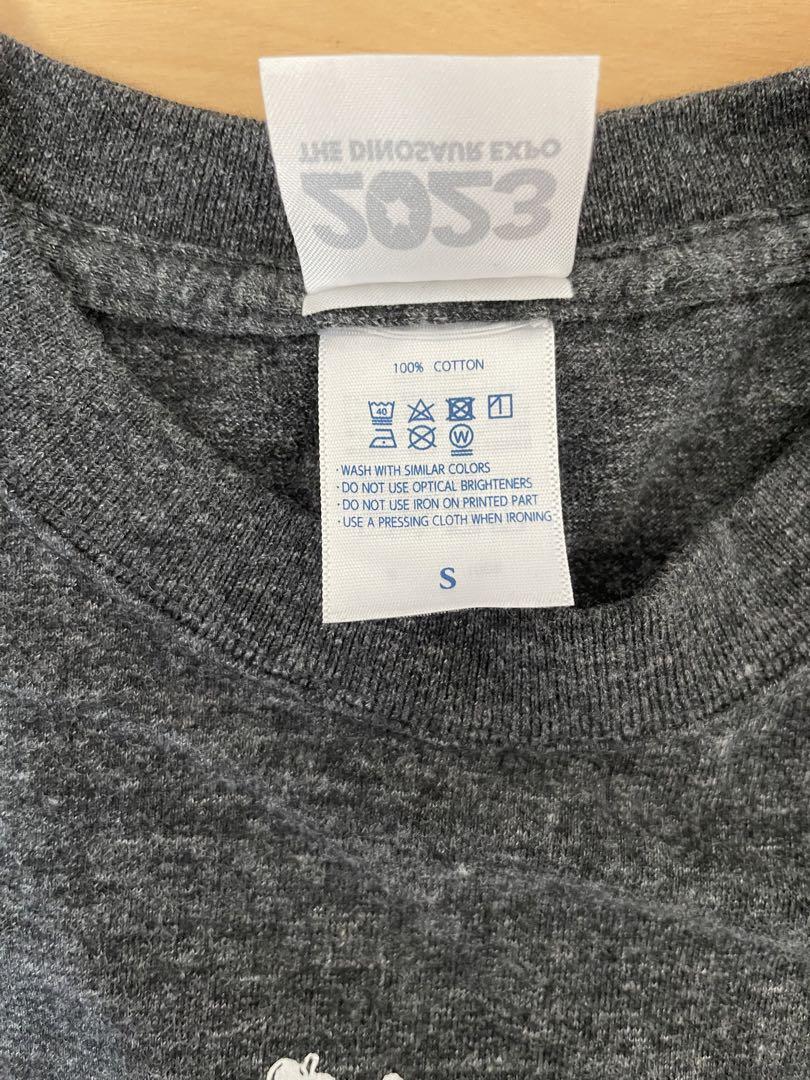 THE DINOSAUR EXPO
2023
100% COTTON
40
W
· WASH WITH SIMILAR COLORS
· DO NOT USE OPTICAL BRIGHTENERS
· DO NOT USE IRON ON PRINTED PART
· USE A PRESSING CLOTH WHEN IRONING
S